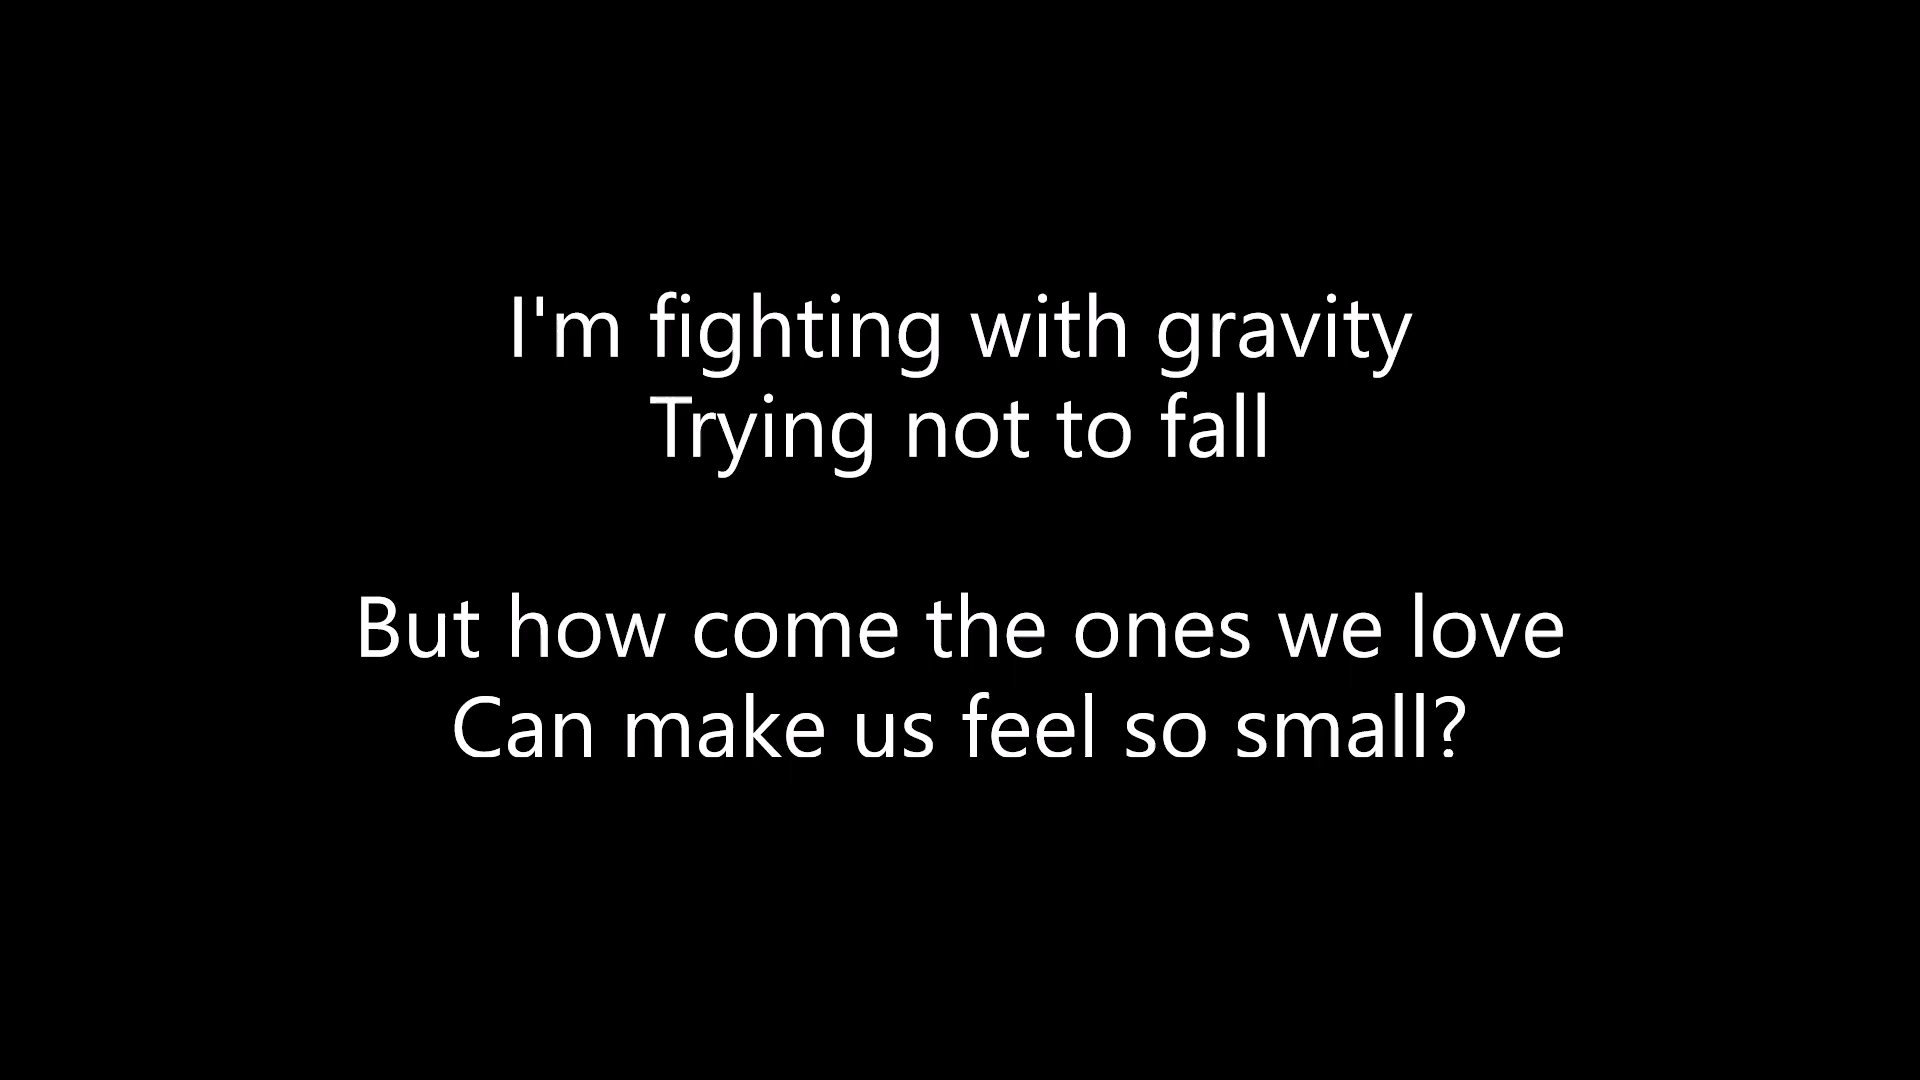 I'm fighting with gravity
Trying not to fall
But how come the ones we love
Can make us feel so small?